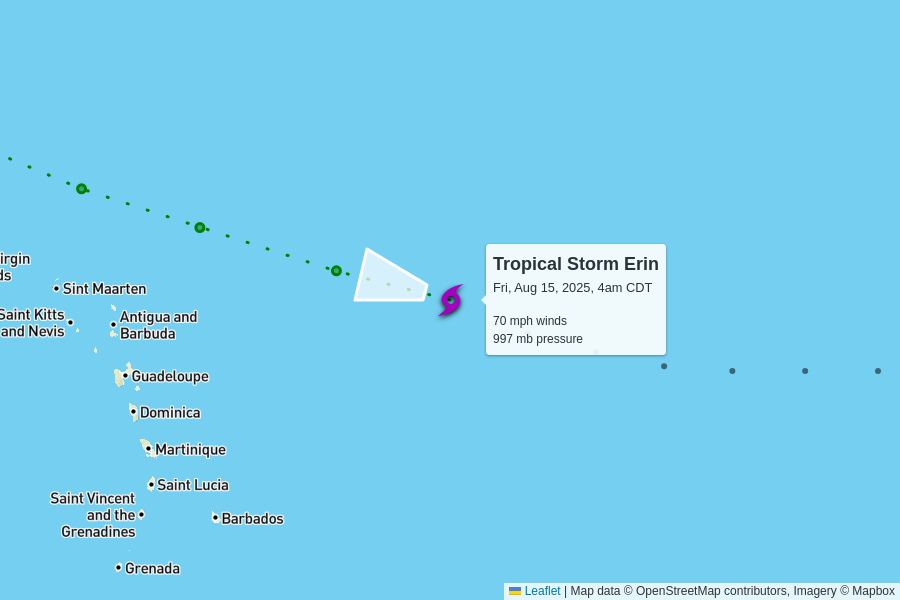 Tropical Storm Erin
Fri, Aug 15, 2025, 4am CDT
70 mph winds
997 mb pressure
irgin
ds
Sint Maarten
Saint Kitts
and Nevis
Antigua and
Barbuda
Guadeloupe
Dominica
Martinique
Saint Lucia
Saint Vincent
and the
Grenadines
Barbados
Grenada
Leaflet | Map data © OpenStreetMap contributors, Imagery © Mapbox